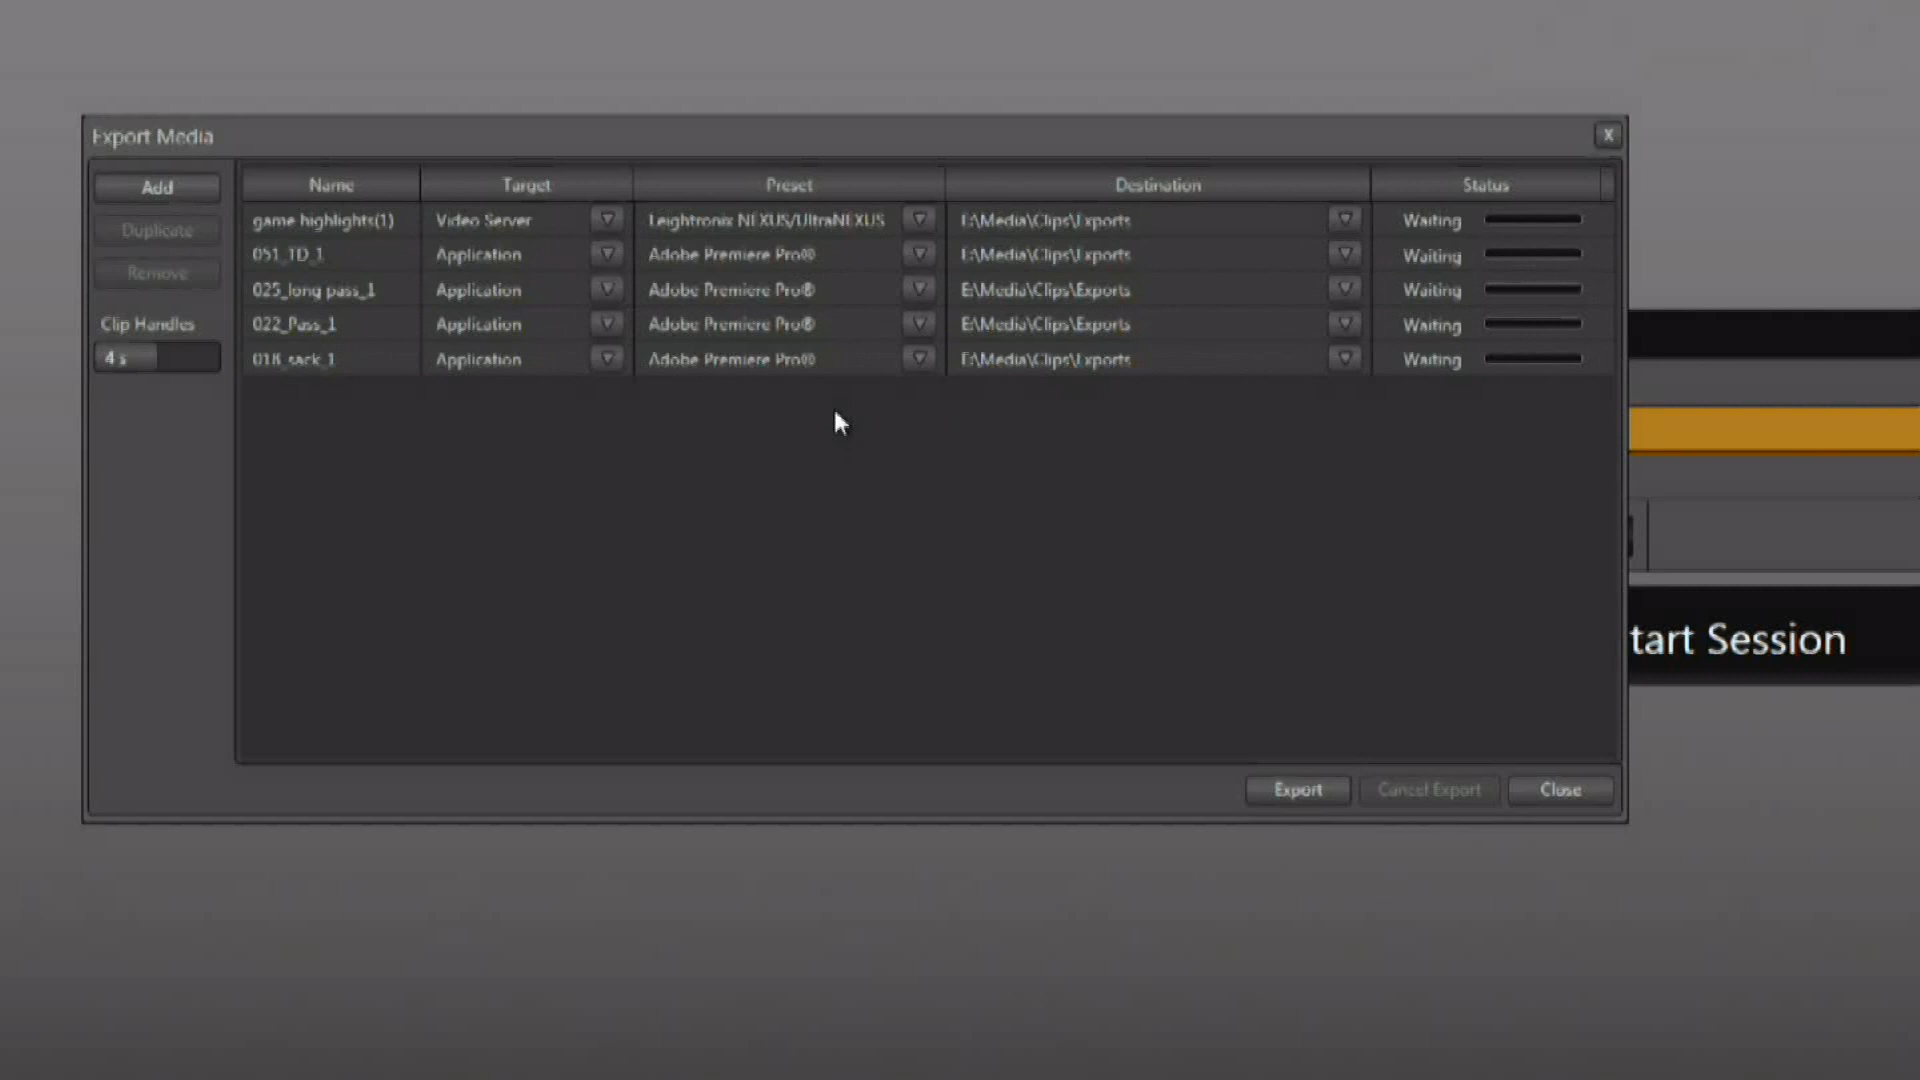 Export Media
X
Add
Duplicate
Remove
Clip Handles
4 s
Name Target Preset Destination Status
game highlights(1) Video Server Leightronix NEXUS/UltraNEXUS E:\Media\Clips\Exports Waiting
051_TD_1 Application Adobe Premiere Pro® E:\Media\Clips\Exports Waiting
025_long pass_1 Application Adobe Premiere Pro® E:\Media\Clips\Exports Waiting
022_Pass_1 Application Adobe Premiere Pro® E:\Media\Clips\Exports Waiting
018_sack_1 Application Adobe Premiere Pro® E:\Media\Clips\Exports Waiting
tart Session
Export Cancel Export Close